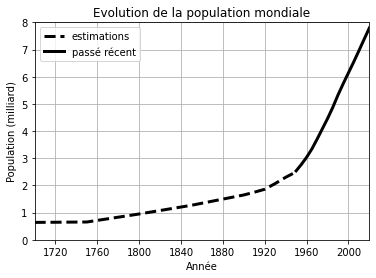 Evolution de la population mondiale
estimations
passé récent
Population (milliard)
8
7
6
5
4
3
2
1
0
1720 1760 1800 1840 1880 1920 1960 2000
Année